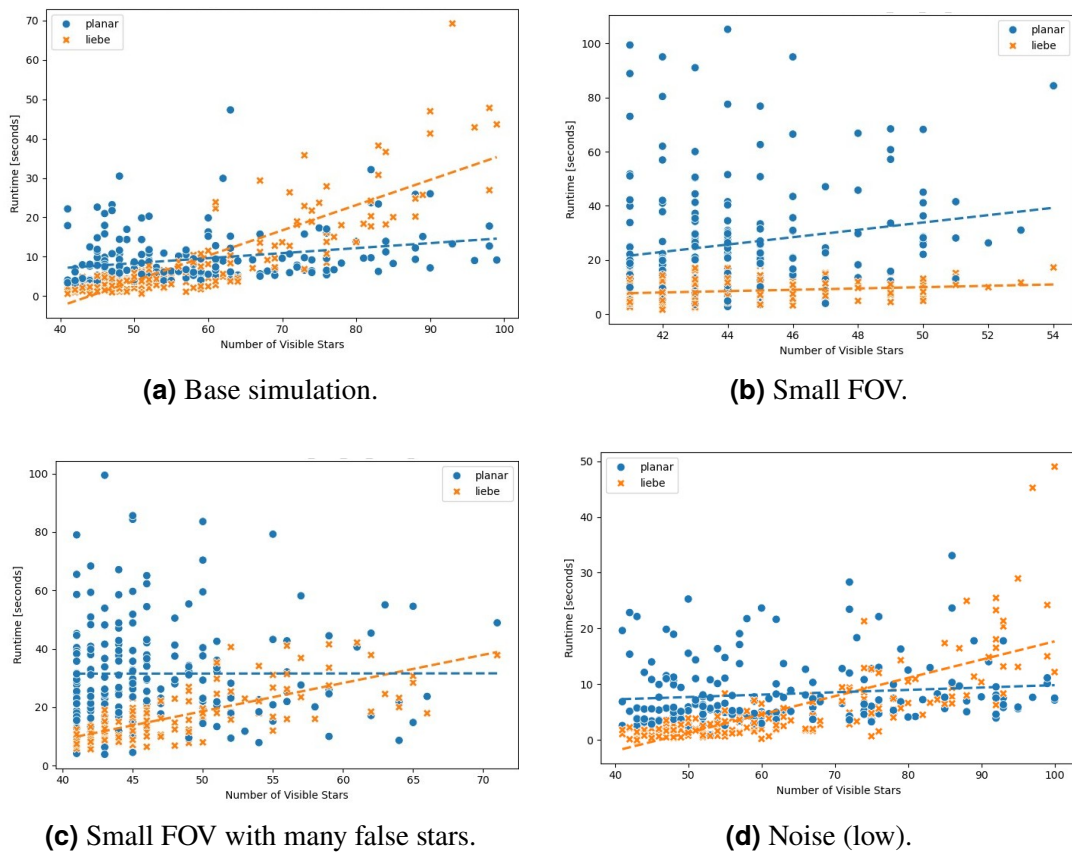 planar
liebe
Runtime [seconds]
70
60
50
40
30
20
10
0
40 50 60 70 80 90 100
Number of Visible Stars
(a) Base simulation.
planar
liebe
Runtime [seconds]
100
80
60
40
20
0
42 44 46 48 50 52 54
Number of Visible Stars
(b) Small FOV.
planar
liebe
Runtime [seconds]
100
80
60
40
20
0
40 45 50 55 60 65 70
Number of Visible Stars
(c) Small FOV with many false stars.
planar
liebe
Runtime [seconds]
50
40
30
20
10
0
40 50 60 70 80 90 100
Number of Visible Stars
(d) Noise (low).